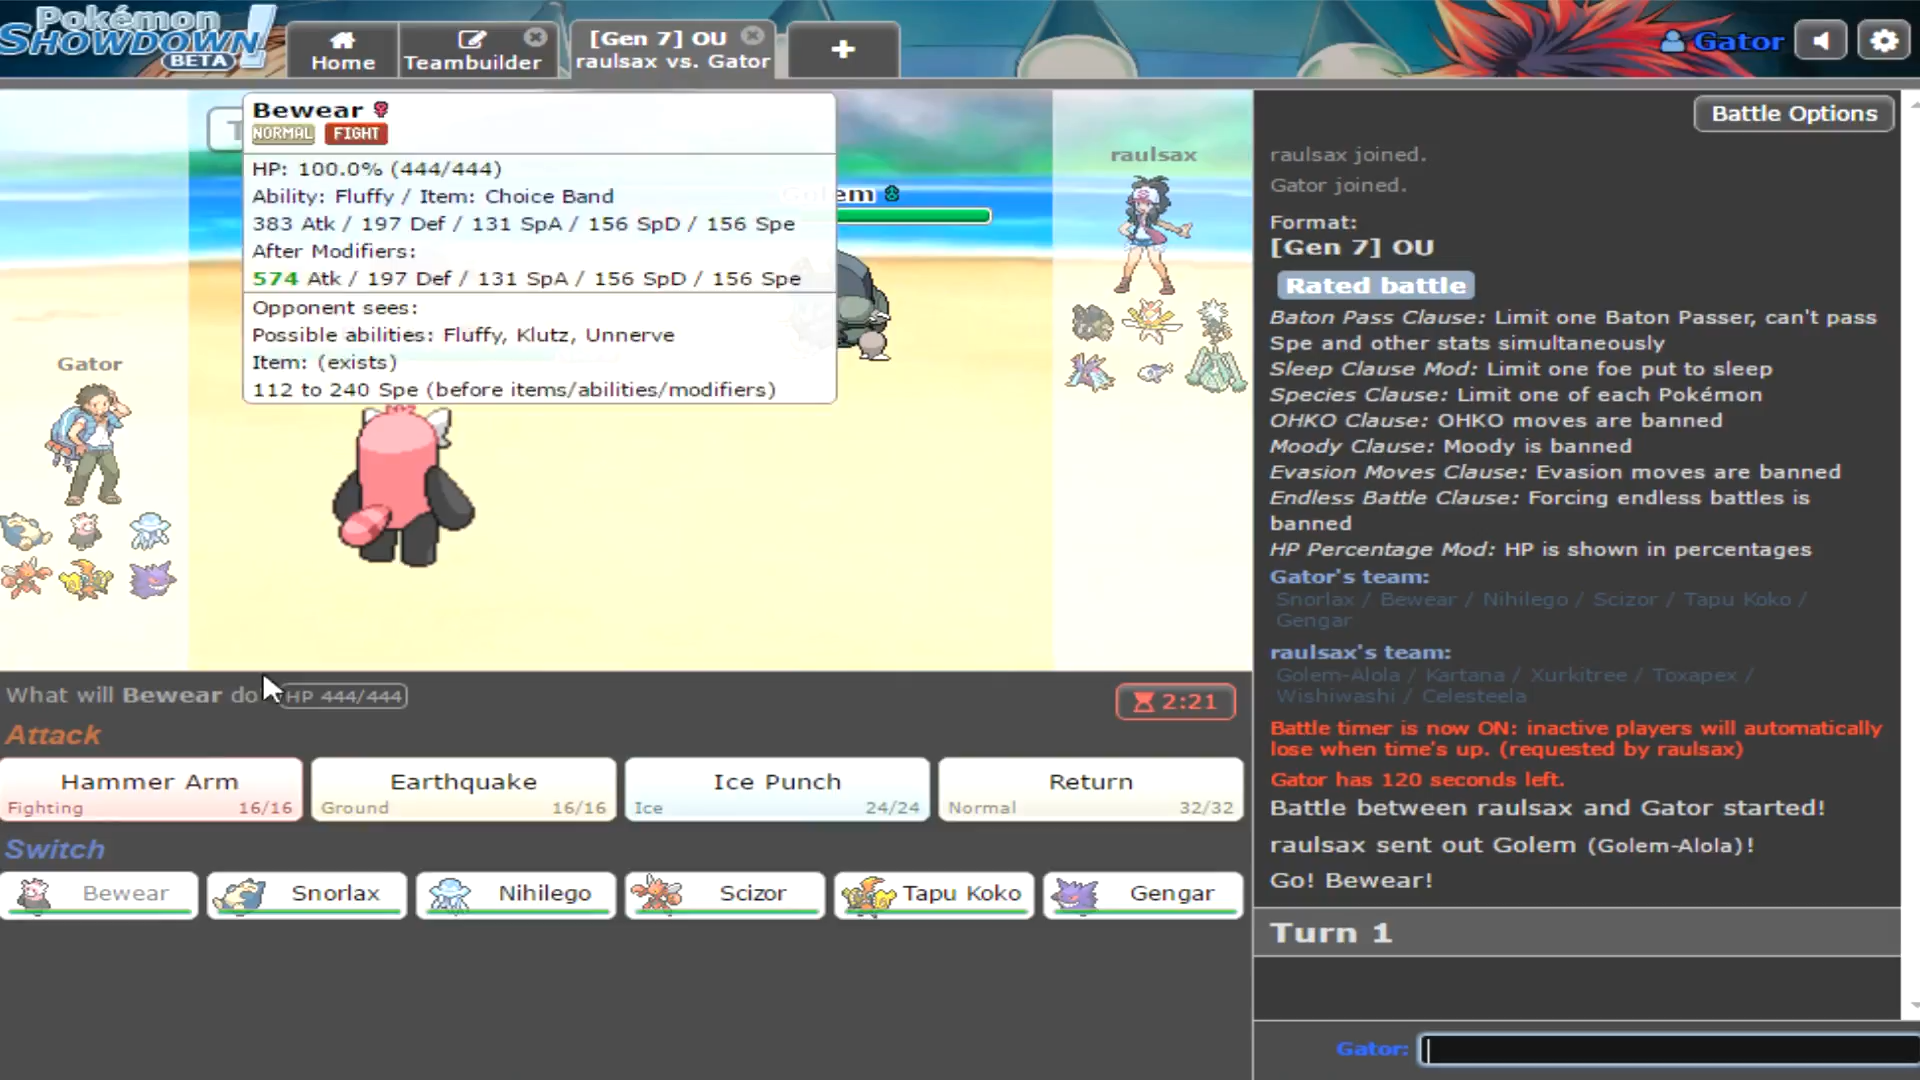 Pokémon
SHOWDOWN!
BETA
Home
Teambuilder
[Gen 7] OU
raulsax vs. Gator
Gator
Bewear
NORMAL FIGHT
HP: 100.0% (444/444)
Ability: Fluffy / Item: Choice Band
383 Atk / 197 Def / 131 SpA / 156 SpD / 156 Spe
After Modifiers:
574 Atk / 197 Def / 131 SpA / 156 SpD / 156 Spe
Opponent sees:
Possible abilities: Fluffy, Klutz, Unnerve
Item: (exists)
112 to 240 Spe (before items/abilities/modifiers)
raulsax
Gator
What will Bewear do
HP 444/444
2:21
Attack
Hammer Arm
Fighting 16/16
Earthquake
Ground 16/16
Ice Punch
Ice 24/24
Return
Normal 32/32
Switch
Bewear
Snorlax
Nihilego
Scizor
Tapu Koko
Gengar
Battle Options
raulsax joined.
Gator joined.
Format:
[Gen 7] OU
Rated battle
Baton Pass Clause: Limit one Baton Passer, can't pass
Spe and other stats simultaneously
Sleep Clause Mod: Limit one foe put to sleep
Species Clause: Limit one of each Pokémon
OHKO Clause: OHKO moves are banned
Moody Clause: Moody is banned
Evasion Moves Clause: Evasion moves are banned
Endless Battle Clause: Forcing endless battles is
banned
HP Percentage Mod: HP is shown in percentages
Gator's team:
Snorlax / Bewear / Nihilego / Scizor / Tapu Koko /
Gengar
raulsax's team:
Golem-Alola / Kartana / Xurkitree / Toxapex /
Wishiwashi / Celesteela
Battle timer is now ON: inactive players will automatically
lose when time's up. (requested by raulsax)
Gator has 120 seconds left.
Battle between raulsax and Gator started!
raulsax sent out Golem (Golem-Alola)!
Go! Bewear!
Turn 1
Gator: